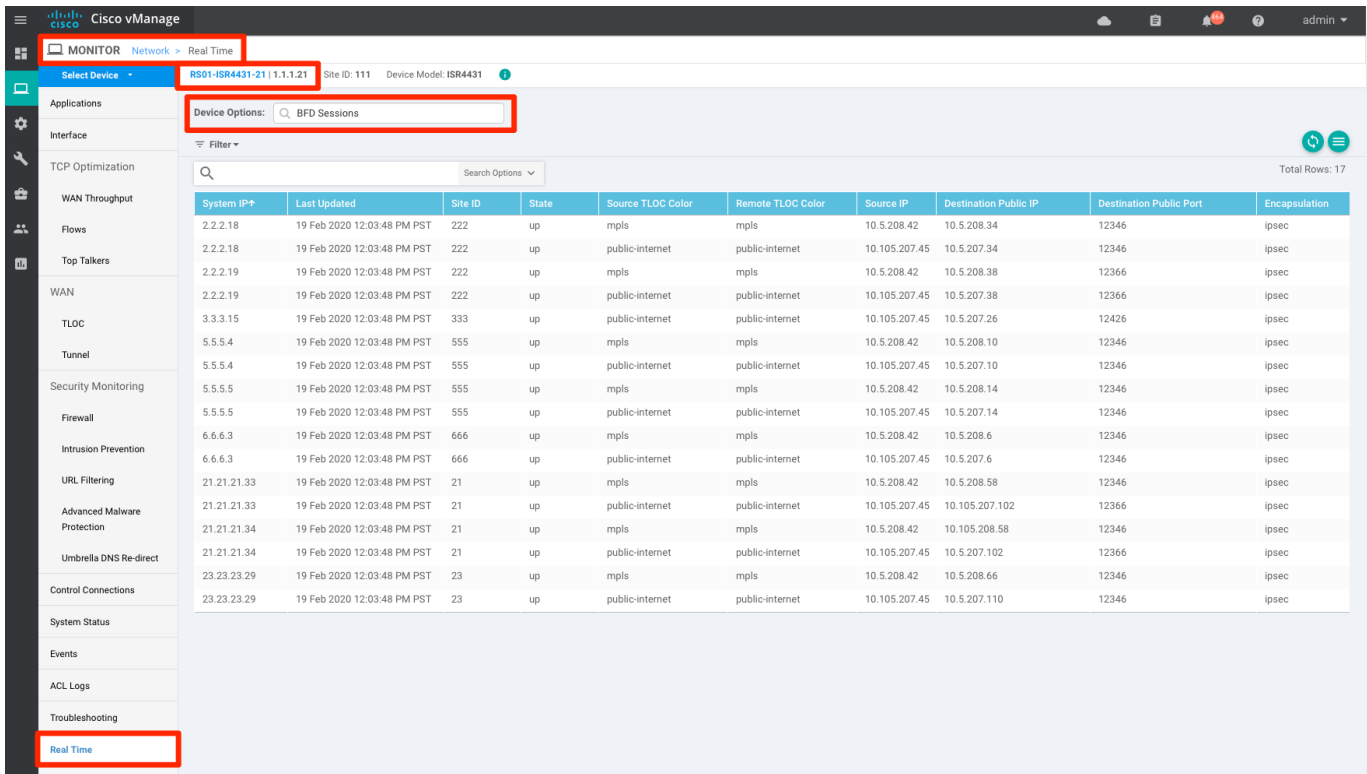 cisco Cisco vManage 464 admin
MONITOR Network > Real Time
Select Device RS01-ISR4431-21 | 1.1.1.21 Site ID: 111 Device Model: ISR4431
Applications
Interface
TCP Optimization
WAN Throughput
Flows
Top Talkers
WAN
TLOC
Tunnel
Security Monitoring
Firewall
Intrusion Prevention
URL Filtering
Advanced Malware
Protection
Umbrella DNS Re-direct
Control Connections
System Status
Events
ACL Logs
Troubleshooting
Real Time
Device Options: BFD Sessions
Filter
Search Options Total Rows: 17
System IP↑ Last Updated Site ID State Source TLOC Color Remote TLOC Color Source IP Destination Public IP Destination Public Port Encapsulation
2.2.2.18 19 Feb 2020 12:03:48 PM PST 222 up mpls mpls 10.5.208.42 10.5.208.34 12346 ipsec
2.2.2.18 19 Feb 2020 12:03:48 PM PST 222 up public-internet public-internet 10.105.207.45 10.5.207.34 12346 ipsec
2.2.2.19 19 Feb 2020 12:03:48 PM PST 222 up mpls mpls 10.5.208.42 10.5.208.38 12366 ipsec
2.2.2.19 19 Feb 2020 12:03:48 PM PST 222 up public-internet public-internet 10.105.207.45 10.5.207.38 12366 ipsec
3.3.3.15 19 Feb 2020 12:03:48 PM PST 333 up public-internet public-internet 10.105.207.45 10.5.207.26 12426 ipsec
5.5.5.4 19 Feb 2020 12:03:48 PM PST 555 up mpls mpls 10.5.208.42 10.5.208.10 12346 ipsec
5.5.5.4 19 Feb 2020 12:03:48 PM PST 555 up public-internet public-internet 10.105.207.45 10.5.207.10 12346 ipsec
5.5.5.5 19 Feb 2020 12:03:48 PM PST 555 up mpls mpls 10.5.208.42 10.5.208.14 12346 ipsec
5.5.5.5 19 Feb 2020 12:03:48 PM PST 555 up public-internet public-internet 10.105.207.45 10.5.207.14 12346 ipsec
6.6.6.3 19 Feb 2020 12:03:48 PM PST 666 up mpls mpls 10.5.208.42 10.5.208.6 12346 ipsec
6.6.6.3 19 Feb 2020 12:03:48 PM PST 666 up public-internet public-internet 10.105.207.45 10.5.207.6 12346 ipsec
21.21.21.33 19 Feb 2020 12:03:48 PM PST 21 up mpls mpls 10.5.208.42 10.5.208.58 12346 ipsec
21.21.21.33 19 Feb 2020 12:03:48 PM PST 21 up public-internet public-internet 10.105.207.45 10.105.207.102 12366 ipsec
21.21.21.34 19 Feb 2020 12:03:48 PM PST 21 up mpls mpls 10.5.208.42 10.105.208.58 12346 ipsec
21.21.21.34 19 Feb 2020 12:03:48 PM PST 21 up public-internet public-internet 10.105.207.45 10.5.207.102 12366 ipsec
23.23.23.29 19 Feb 2020 12:03:48 PM PST 23 up mpls mpls 10.5.208.42 10.5.208.66 12346 ipsec
23.23.23.29 19 Feb 2020 12:03:48 PM PST 23 up public-internet public-internet 10.105.207.45 10.5.207.110 12346 ipsec